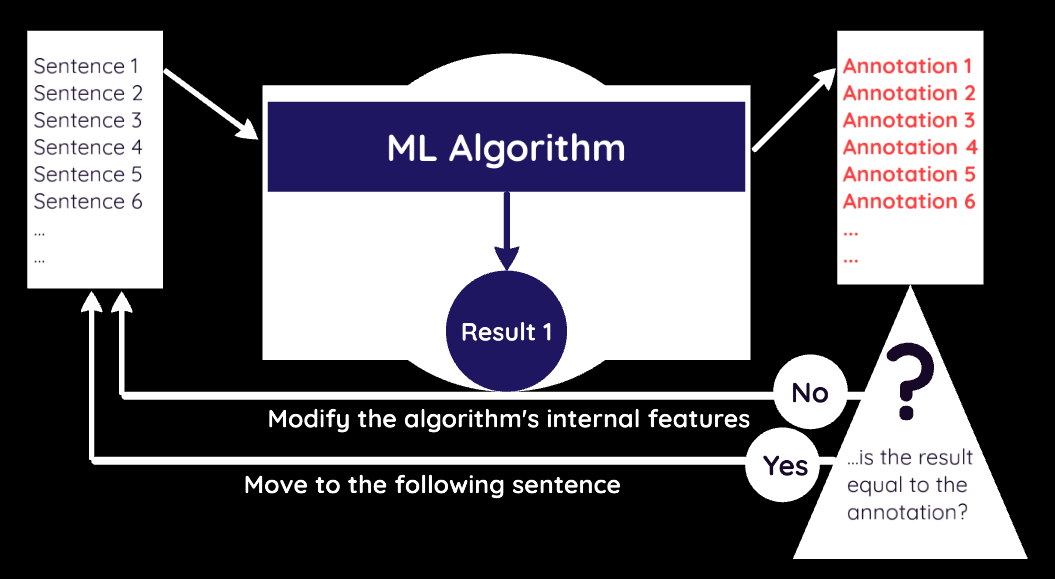 Sentence 1
Sentence 2
Sentence 3
Sentence 4
Sentence 5
Sentence 6
...
...
ML Algorithm
Result 1
Annotation 1
Annotation 2
Annotation 3
Annotation 4
Annotation 5
Annotation 6
...
...
?
...is the result
equal to the
annotation?
No
Modify the algorithm's internal features
Yes
Move to the following sentence